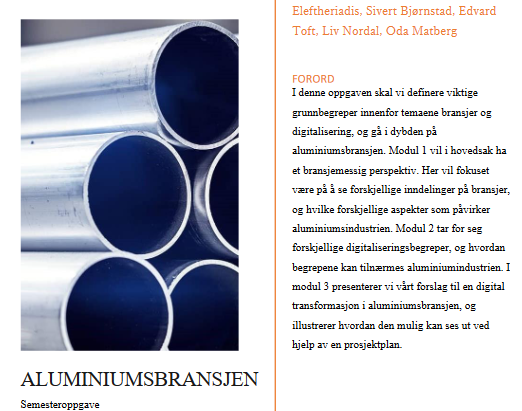 Eleftheriadis, Sivert Bjørnstad, Edvard
Toft, Liv Nordal, Oda Matberg
FORORD
I denne oppgaven skal vi definere viktige
grunnbegreper innenfor temaene bransjer og
digitalisering, og gå i dybden på
aluminiumsbransjen. Modul 1 vil i hovedsak ha
et bransjemessig perspektiv. Her vil fokuset
være på å se forskjellige inndelinger på bransjer,
og hvilke forskjellige aspekter som påvirker
aluminiumsindustrien. Modul 2 tar for seg
forskjellige digitaliseringsbegreper, og hvordan
begrepene kan tilnærmes aluminiumindustrien. I
modul 3 presenterer vi vårt forslag til en digital
transformasjon i aluminiumsbransjen, og
illustrerer hvordan den mulig kan ses ut ved
hjelp av en prosjektplan.
ALUMINIUMSBRANSJEN
Semesteroppgave